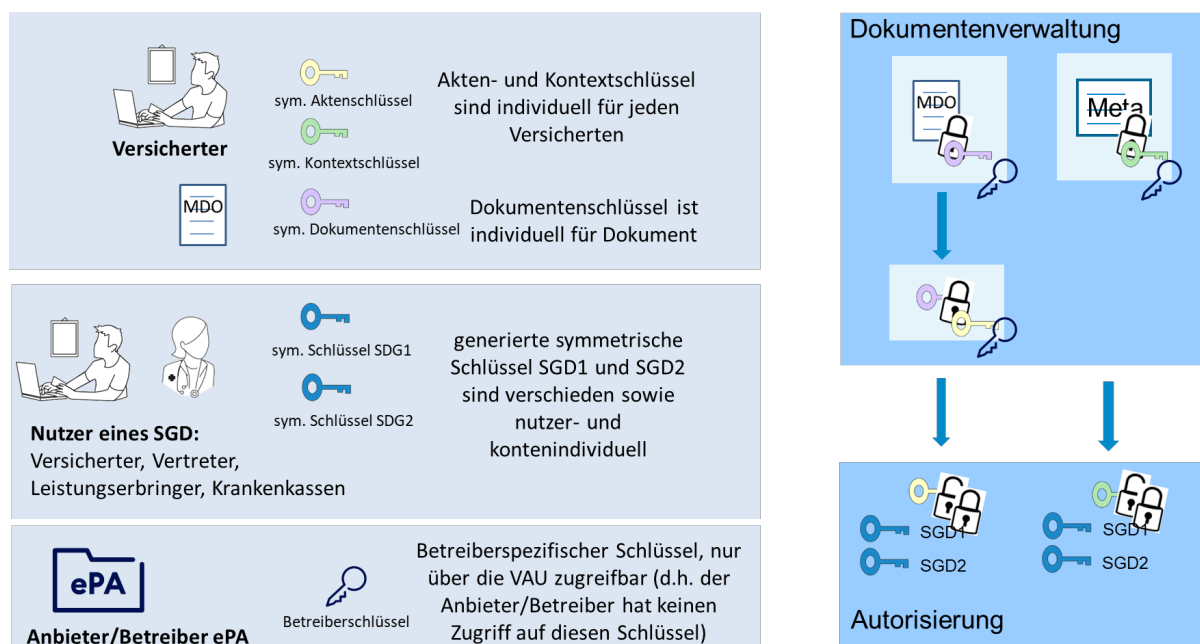 sym. Aktenschlüssel
sym. Kontextschlüssel
Akten- und Kontextschlüssel
sind individuell für jeden
Versicherten
Versicherter
MDO
sym. Dokumentenschlüssel
Dokumentenschlüssel ist
individuell für Dokument
sym. Schlüssel SDG1
sym. Schlüssel SDG2
generierte symmetrische
Schlüssel SGD1 und SGD2
sind verschieden sowie
nutzer- und
kontenindividuell
Nutzer eines SGD:
Versicherter, Vertreter,
Leistungserbringer, Krankenkassen
ePA
Anbieter/Betreiber ePA
Betreiberschlüssel
Betreiberspezifischer Schlüssel, nur
über die VAU zugreifbar (d.h. der
Anbieter/Betreiber hat keinen
Zugriff auf diesen Schlüssel)
Dokumentenverwaltung
MDO
Meta
SGD1
SGD2
SGD1
SGD2
Autorisierung